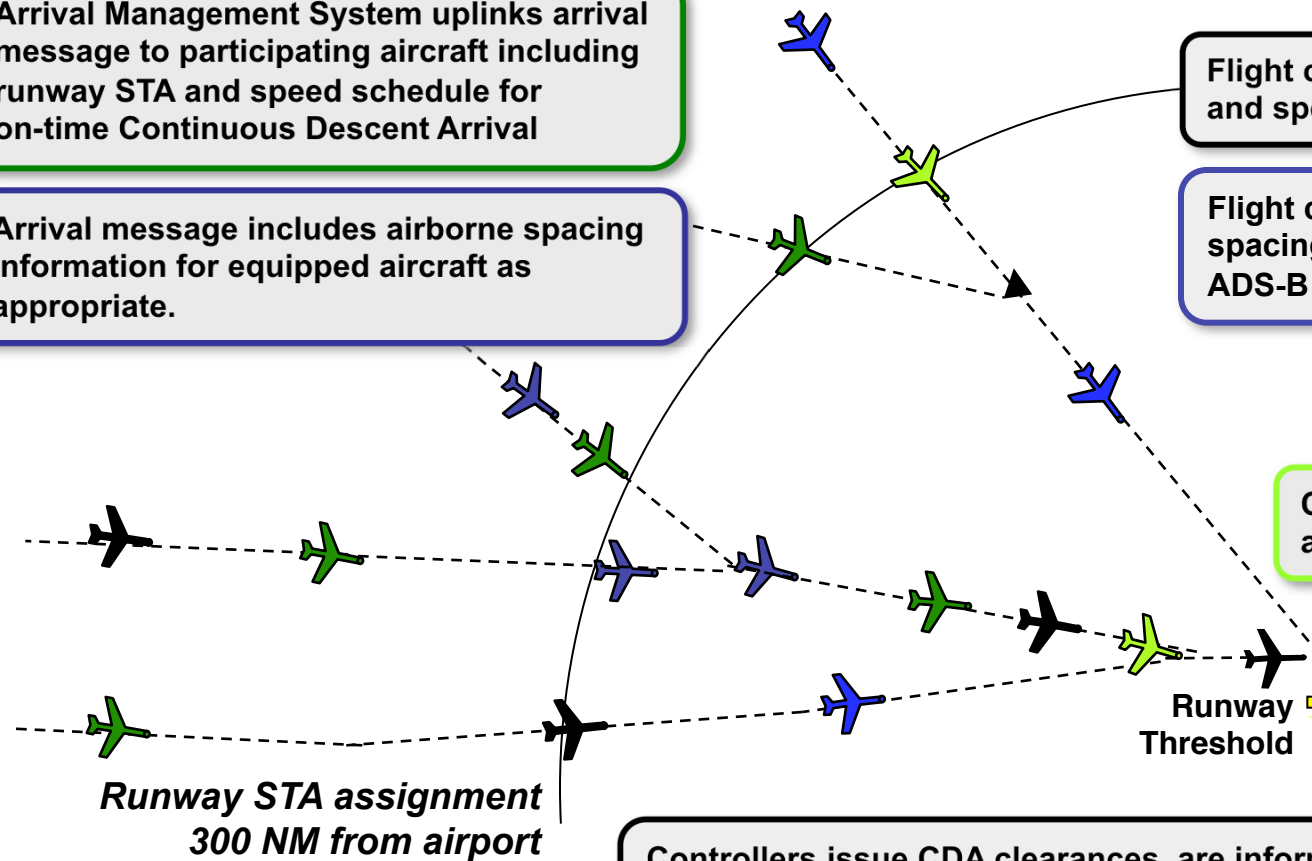 Arrival Management System uplinks arrival
message to participating aircraft including
runway STA and speed schedule for
on-time Continuous Descent Arrival
Arrival message includes airborne spacing
information for equipped aircraft as
appropriate.
Flight
and
Flight
spacing
ADS-B
Runway
Threshold
Runway STA assignment
300 NM from airport
Controllers issue CDA clearances, are